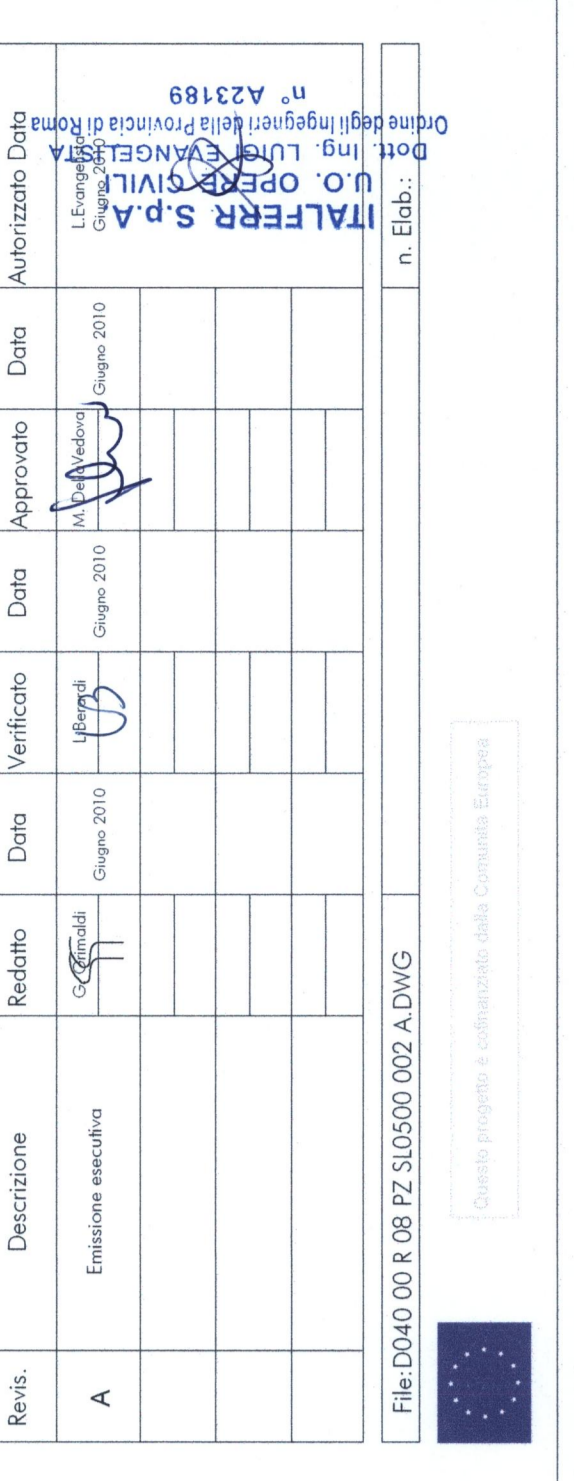 Revis. Descrizione Redatto Data Verificato Data Approvato Data Autorizzato Data
A Emissione esecutiva G. Grimaldi Giugno 2010 L.Berardi Giugno 2010 M. Della Vedova Giugno 2010 L.Evangelista
Giugno 2010
ITALFERR S.p.A.
U.O. OPERE CIVILI
Dott. Ing. LUIGI EVANGELISTA
Ordine degli Ingegneri della Provincia di Roma
n° A23189
File: D040 00 R 08 PZ SL0500 002 A.DWG
n. Elab.:
Questo progetto è cofinanziato dalla Comunita Europea